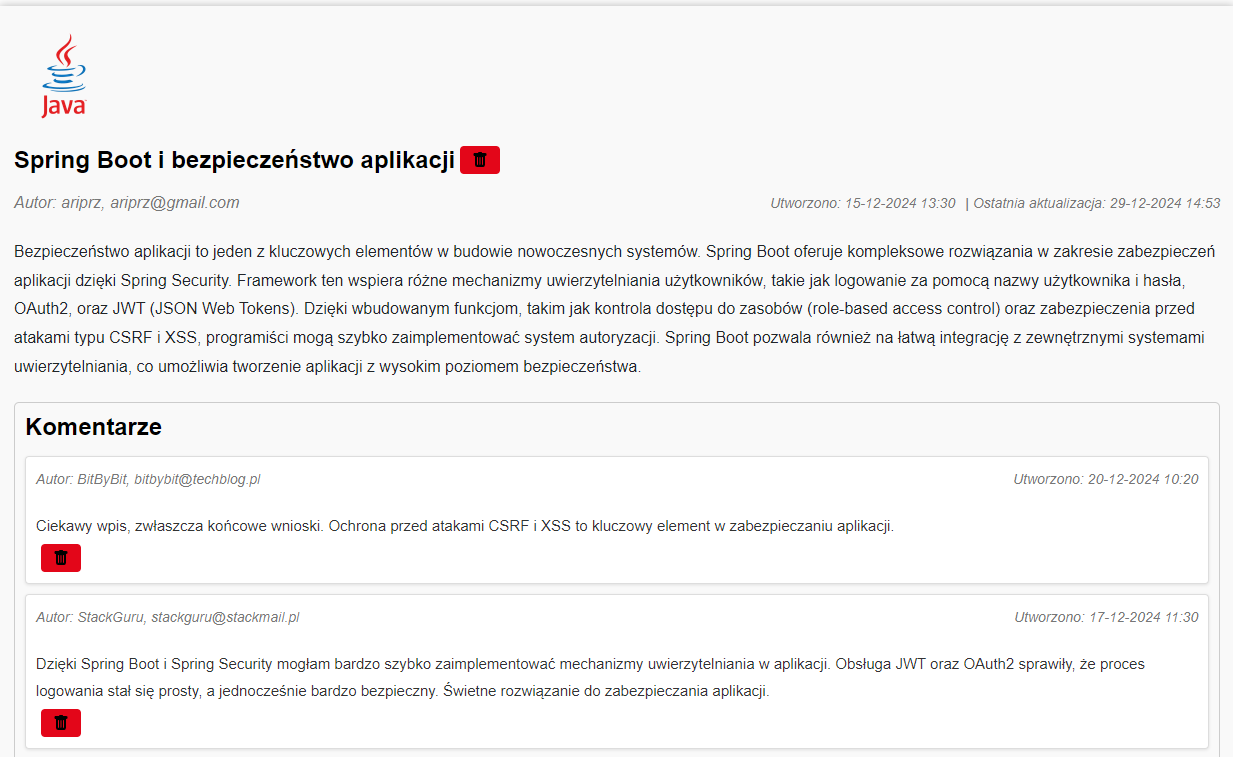 Java
Spring Boot i bezpieczeństwo aplikacji
Autor: ariprz, ariprz@gmail.com
Utworzono: 15-12-2024 13:30 | Ostatnia aktualizacja: 29-12-2024 14:53
Bezpieczeństwo aplikacji to jeden z kluczowych elementów w budowie nowoczesnych systemów. Spring Boot oferuje kompleksowe rozwiązania w zakresie zabezpieczeń
aplikacji dzięki Spring Security. Framework ten wspiera różne mechanizmy uwierzytelniania użytkowników, takie jak logowanie za pomocą nazwy użytkownika i hasła,
OAuth2, oraz JWT (JSON Web Tokens). Dzięki wbudowanym funkcjom, takim jak kontrola dostępu do zasobów (role-based access control) oraz zabezpieczenia przed
atakami typu CSRF i XSS, programiści mogą szybko zaimplementować system autoryzacji. Spring Boot pozwala również na łatwą integrację z zewnętrznymi systemami
uwierzytelniania, co umożliwia tworzenie aplikacji z wysokim poziomem bezpieczeństwa.
Komentarze
Autor: BitByBit, bitbybit@techblog.pl
Utworzono: 20-12-2024 10:20
Ciekawy wpis, zwłaszcza końcowe wnioski. Ochrona przed atakami CSRF i XSS to kluczowy element w zabezpieczaniu aplikacji.
Autor: StackGuru, stackguru@stackmail.pl
Utworzono: 17-12-2024 11:30
Dzięki Spring Boot i Spring Security mogłam bardzo szybko zaimplementować mechanizmy uwierzytelniania w aplikacji. Obsługa JWT oraz OAuth2 sprawiły, że proces
logowania stał się prosty, a jednocześnie bardzo bezpieczny. Świetne rozwiązanie do zabezpieczania aplikacji.